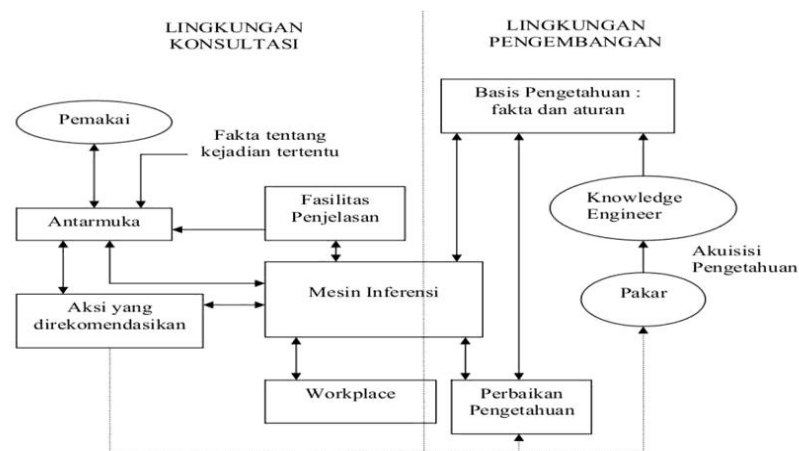 LINGKUNGAN
KONSULTASI
LINGKUNGAN
PENGEMBANGAN
Basis Pengetahuan :
fakta dan aturan
Pemakai
Fakta tentang
kejadian tertentu
Fasilitas
Penjelasan
Knowledge
Engineer
Antarmuka
Akuisisi
Pengetahuan
Mesin Inferensi
Pakar
Aksi yang
direkomendasikan
Workplace
Perbaikan
Pengetahuan